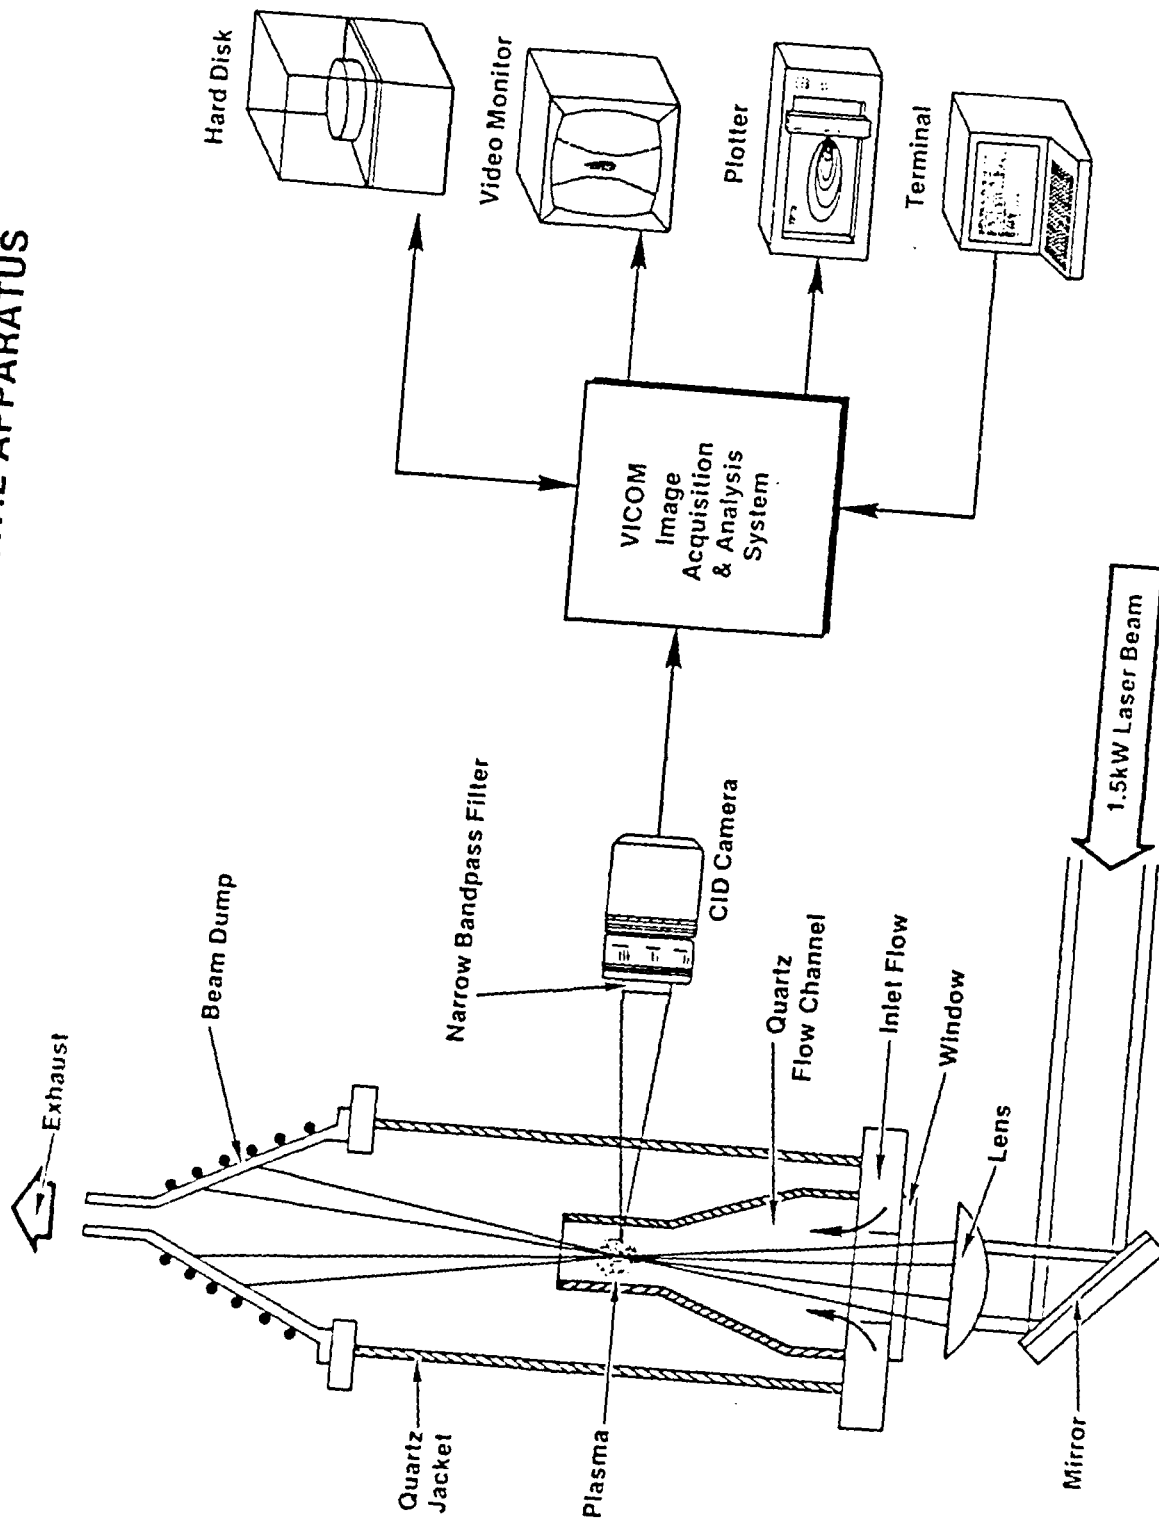 APPARATUS
Hard Disk
Video Monitor
Plotter
Terminal
VICOM
Image
Acquisition
& Analysis
System
Exhaust
Beam Dump
Narrow Bandpass Filter
CID Camera
Quartz
Flow Channel
Inlet Flow
Window
Lens
1.5kW Laser Beam
Quartz
Jacket
Plasma
Mirror